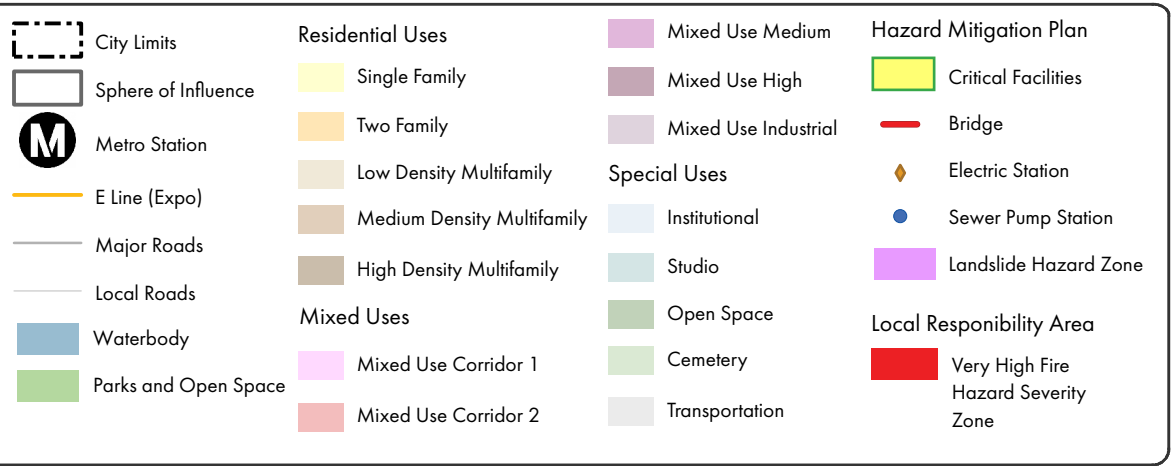 City Limits
Sphere of Influence
M
Metro Station
E Line (Expo)
Major Roads
Local Roads
Waterbody
Parks and Open Space
Residential Uses
Single Family
Two Family
Low Density Multifamily
Medium Density Multifamily
High Density Multifamily
Mixed Uses
Mixed Use Corridor 1
Mixed Use Corridor 2
Mixed Use Medium
Mixed Use High
Mixed Use Industrial
Special Uses
Institutional
Studio
Open Space
Cemetery
Transportation
Hazard Mitigation Plan
Critical Facilities
Bridge
Electric Station
Sewer Pump Station
Landslide Hazard Zone
Local Responibility Area
Very High Fire
Hazard Severity
Zone